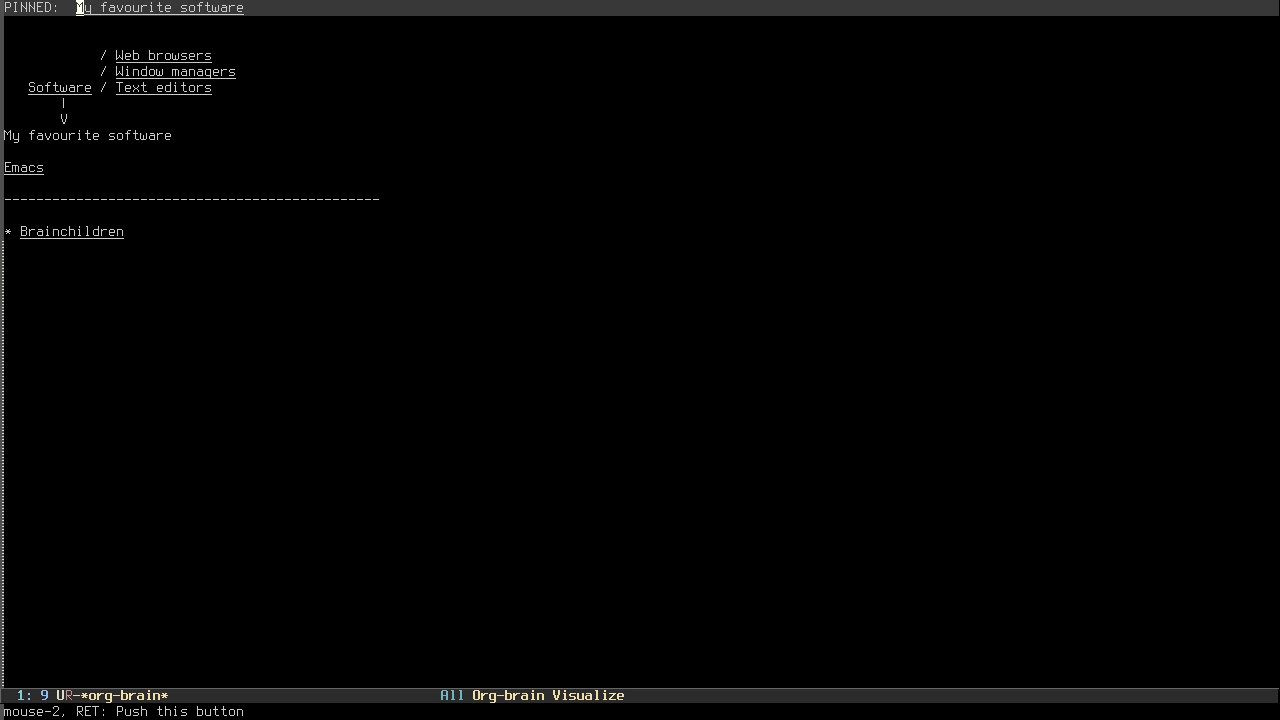 PINNED:  My favourite software
/ Web browsers
/ Window managers
Software / Text editors
|
V
My favourite software
Emacs
-----------------------------------------------
* Brainchildren
1: 9 UR-*org-brain* All Org-brain Visualize
mouse-2, RET: Push this button